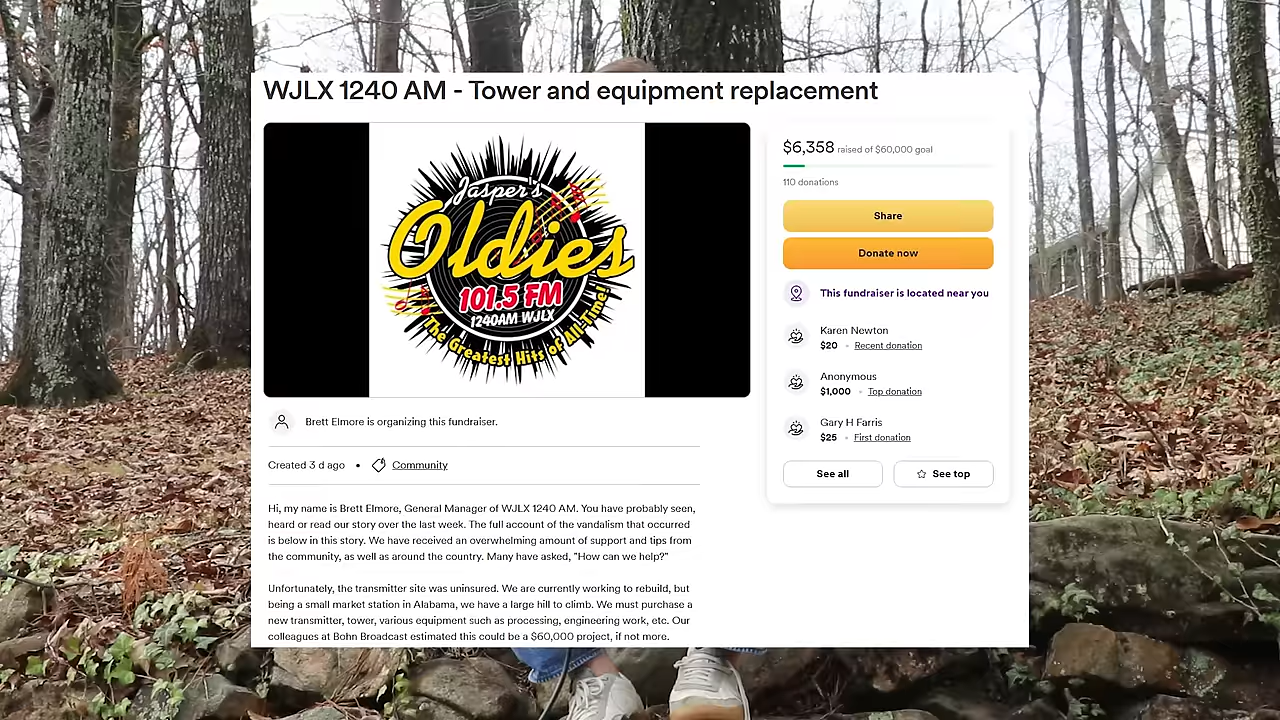 WJLX 1240 AM - Tower and equipment replacement
Jasper's
Oldies
101.5 FM
1240AM WJLX
The Greatest Hits of All-Time!
$6,358 raised of $60,000 goal
110 donations
Share
Donate now
This fundraiser is located near you
Karen Newton
$20 • Recent donation
Anonymous
$1,000 • Top donation
Gary H Farris
$25 • First donation
See all
See top
Brett Elmore is organizing this fundraiser.
Created 3 d ago • Community
Hi, my name is Brett Elmore, General Manager of WJLX 1240 AM. You have probably seen,
heard or read our story over the last week. The full account of the vandalism that occurred
is below in this story. We have received an overwhelming amount of support and tips from
the community, as well as around the country. Many have asked, "How can we help?"
Unfortunately, the transmitter site was uninsured. We are currently working to rebuild, but
being a small market station in Alabama, we have a large hill to climb. We must purchase a
new transmitter, tower, various equipment such as processing, engineering work, etc. Our
colleagues at Bohn Broadcast estimated this could be a $60,000 project, if not more.